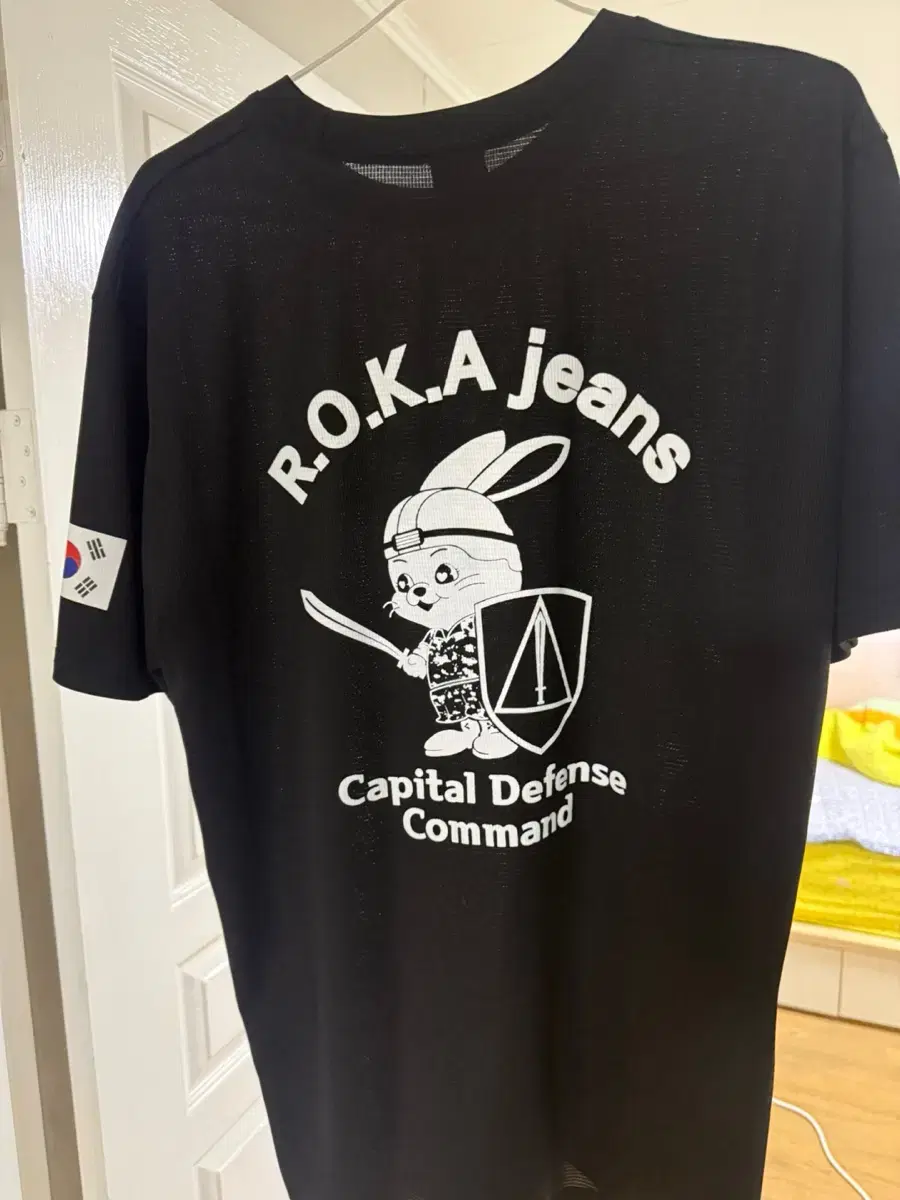 R.O.K.A jeans
Capital Defense
Command